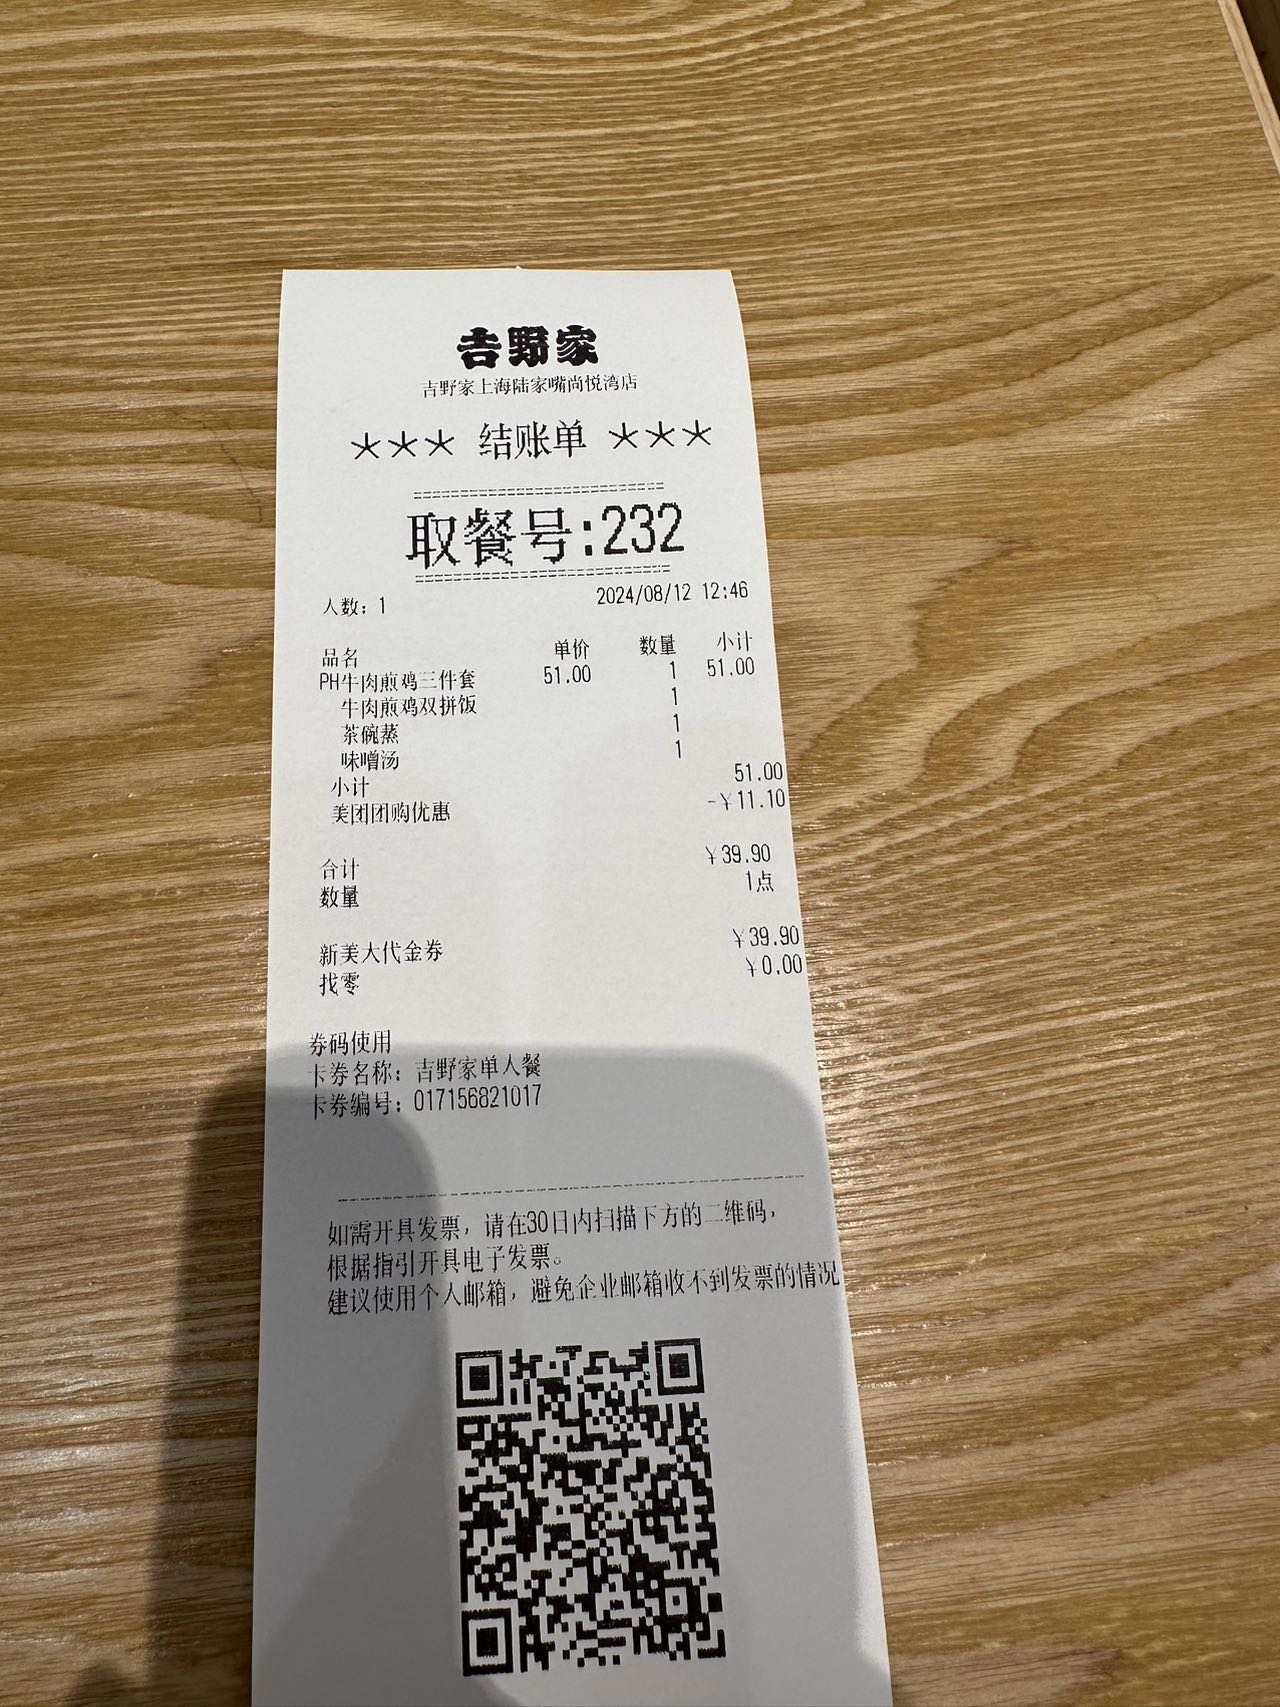 吉野家
吉野家上海陆家嘴尚悦湾店
*** 结账单 ***
取餐号:232
人数：1 2024/08/12 12:46
品名 单价 数量 小计
PH牛肉煎鸡三件套 51.00 1 51.00
牛肉煎鸡双拼饭 1
茶碗蒸 1
味噌汤 1
小计 51.00
美团团购优惠 -¥11.10
合计 ¥39.90
数量 1点
新美大代金券 ¥39.90
找零 ¥0.00
券码使用
卡券名称：吉野家单人餐
卡券编号：017156821017
如需开具发票，请在30日内扫描下方的二维码，
根据指引开具电子发票。
建议使用个人邮箱，避免企业邮箱收不到发票的情况